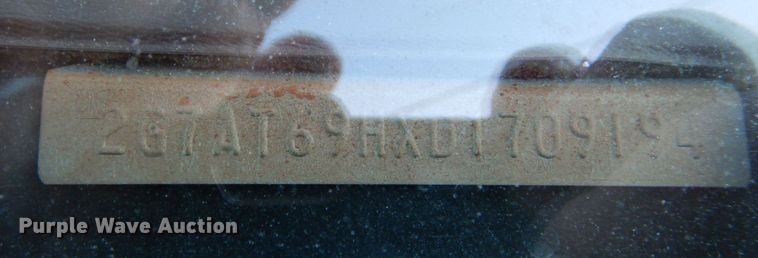 2G7AT69HXD1709194
Purple Wave Auction